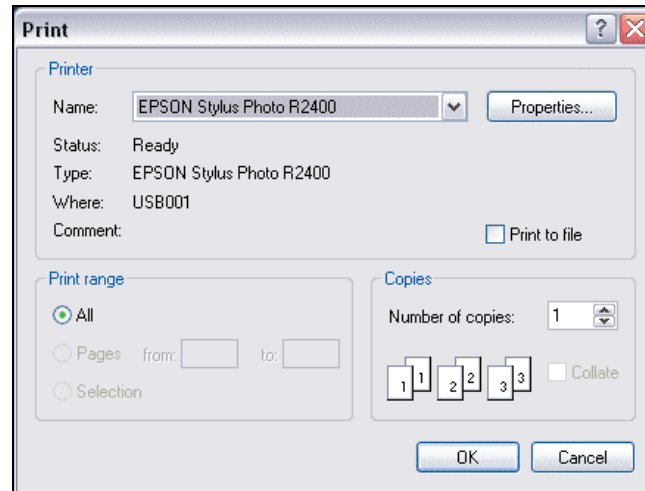 Print
Printer
Name: EPSON Stylus Photo R2400 Properties...
Status: Ready
Type: EPSON Stylus Photo R2400
Where: USB001
Comment: Print to file
Print range
All
Pages from: to:
Selection
Copies
Number of copies: 1
1 1 2 2 3 3 Collate
OK Cancel